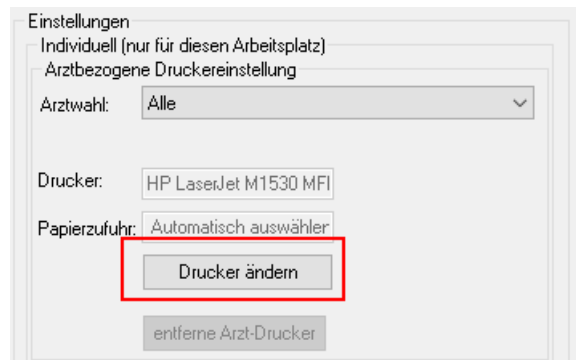 Einstellungen
Individuell (nur für diesen Arbeitsplatz)
Arztbezogene Druckereinstellung
Arztwahl: Alle
Drucker: HP LaserJet M1530 MFI
Papierzufuhr: Automatisch auswähler
Drucker ändern
entferne Arzt-Drucker